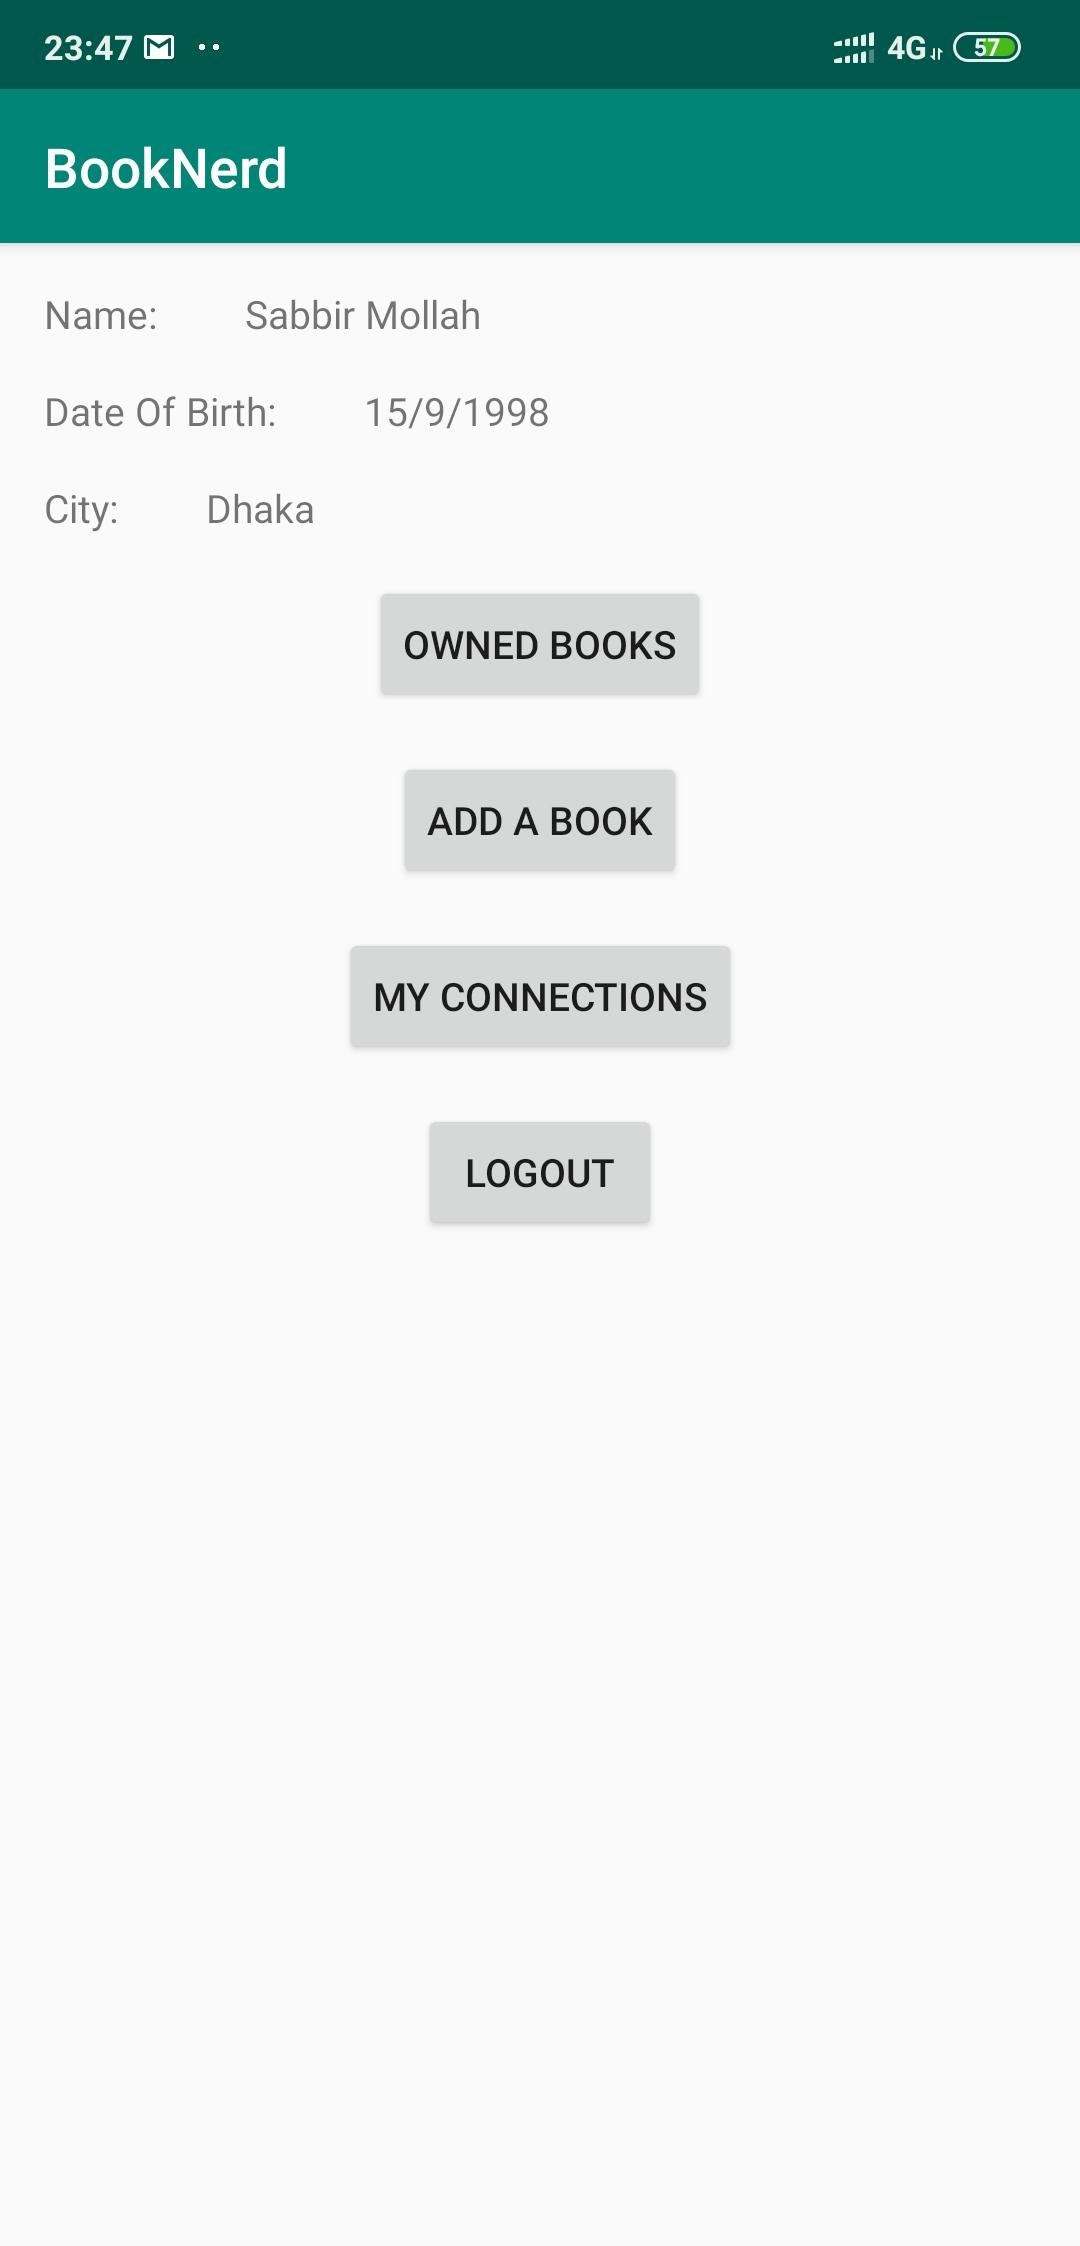 23:47 4G 57
BookNerd
Name: Sabbir Mollah
Date Of Birth: 15/9/1998
City: Dhaka
OWNED BOOKS
ADD A BOOK
MY CONNECTIONS
LOGOUT